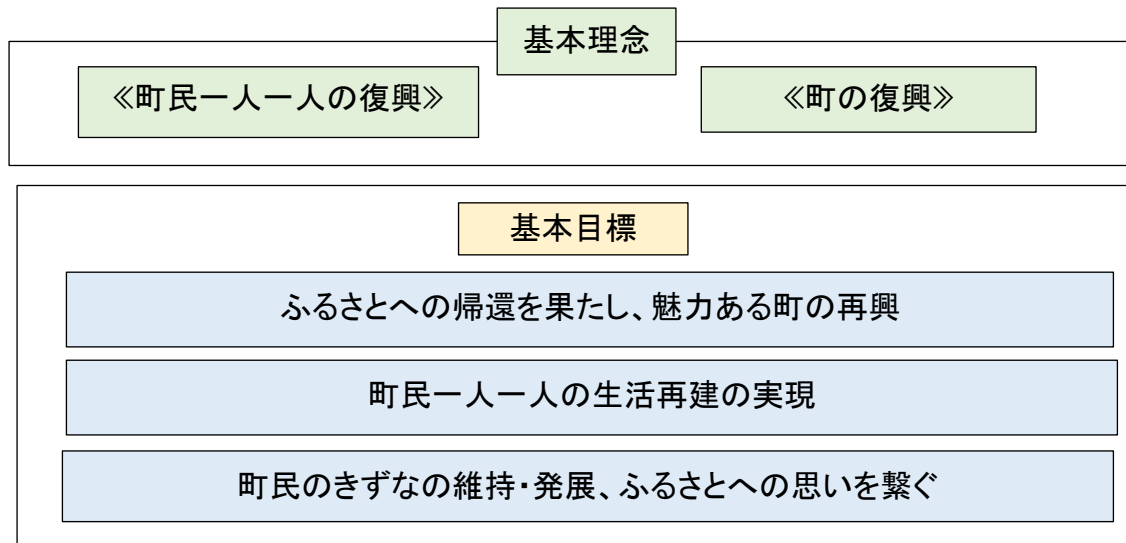 基本理念
≪町民一人一人の復興≫
≪町の復興≫
基本目標
ふるさとへの帰還を果たし、魅力ある町の再興
町民一人一人の生活再建の実現
町民のきずなの維持・発展、ふるさとへの思いを繋ぐ